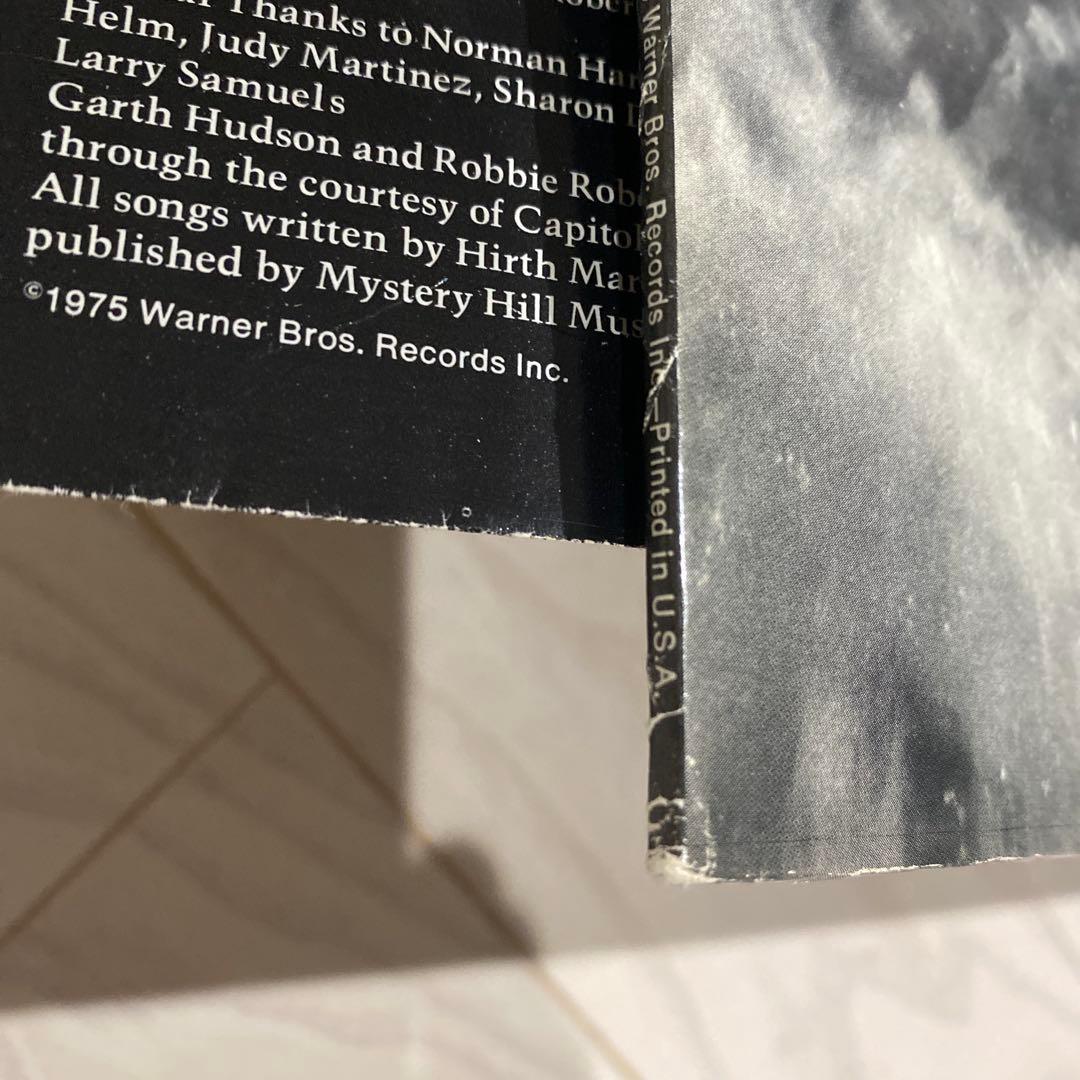 Thanks to Norman
Helm, Judy Martinez, Sharon
Larry Samuels
Garth Hudson and Robbie
through the courtesy of
All songs written by Hirth
published by Mystery Hill
©1975 Warner Bros. Records Inc.
Warner Bros. Records Inc.—Printed in U.S.A.